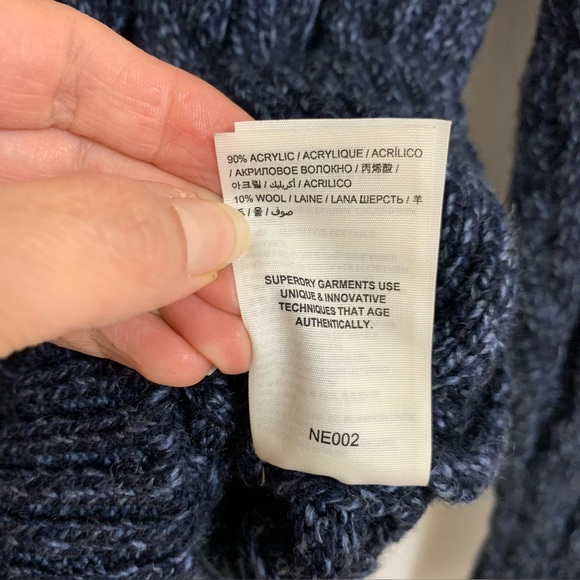 90% ACRYLIC / ACRYLIQUE / ACRÍLICO
/ АКРИЛОВОЕ ВОЛОКНО / 丙烯酸 /
아크릴 / أكريليك / ACRILICO
10% WOOL / LAINE / LANA ШЕРСТЬ / 羊
/ 울 / صوف
SUPERDRY GARMENTS USE
UNIQUE & INNOVATIVE
TECHNIQUES THAT AGE
AUTHENTICALLY.
NE002